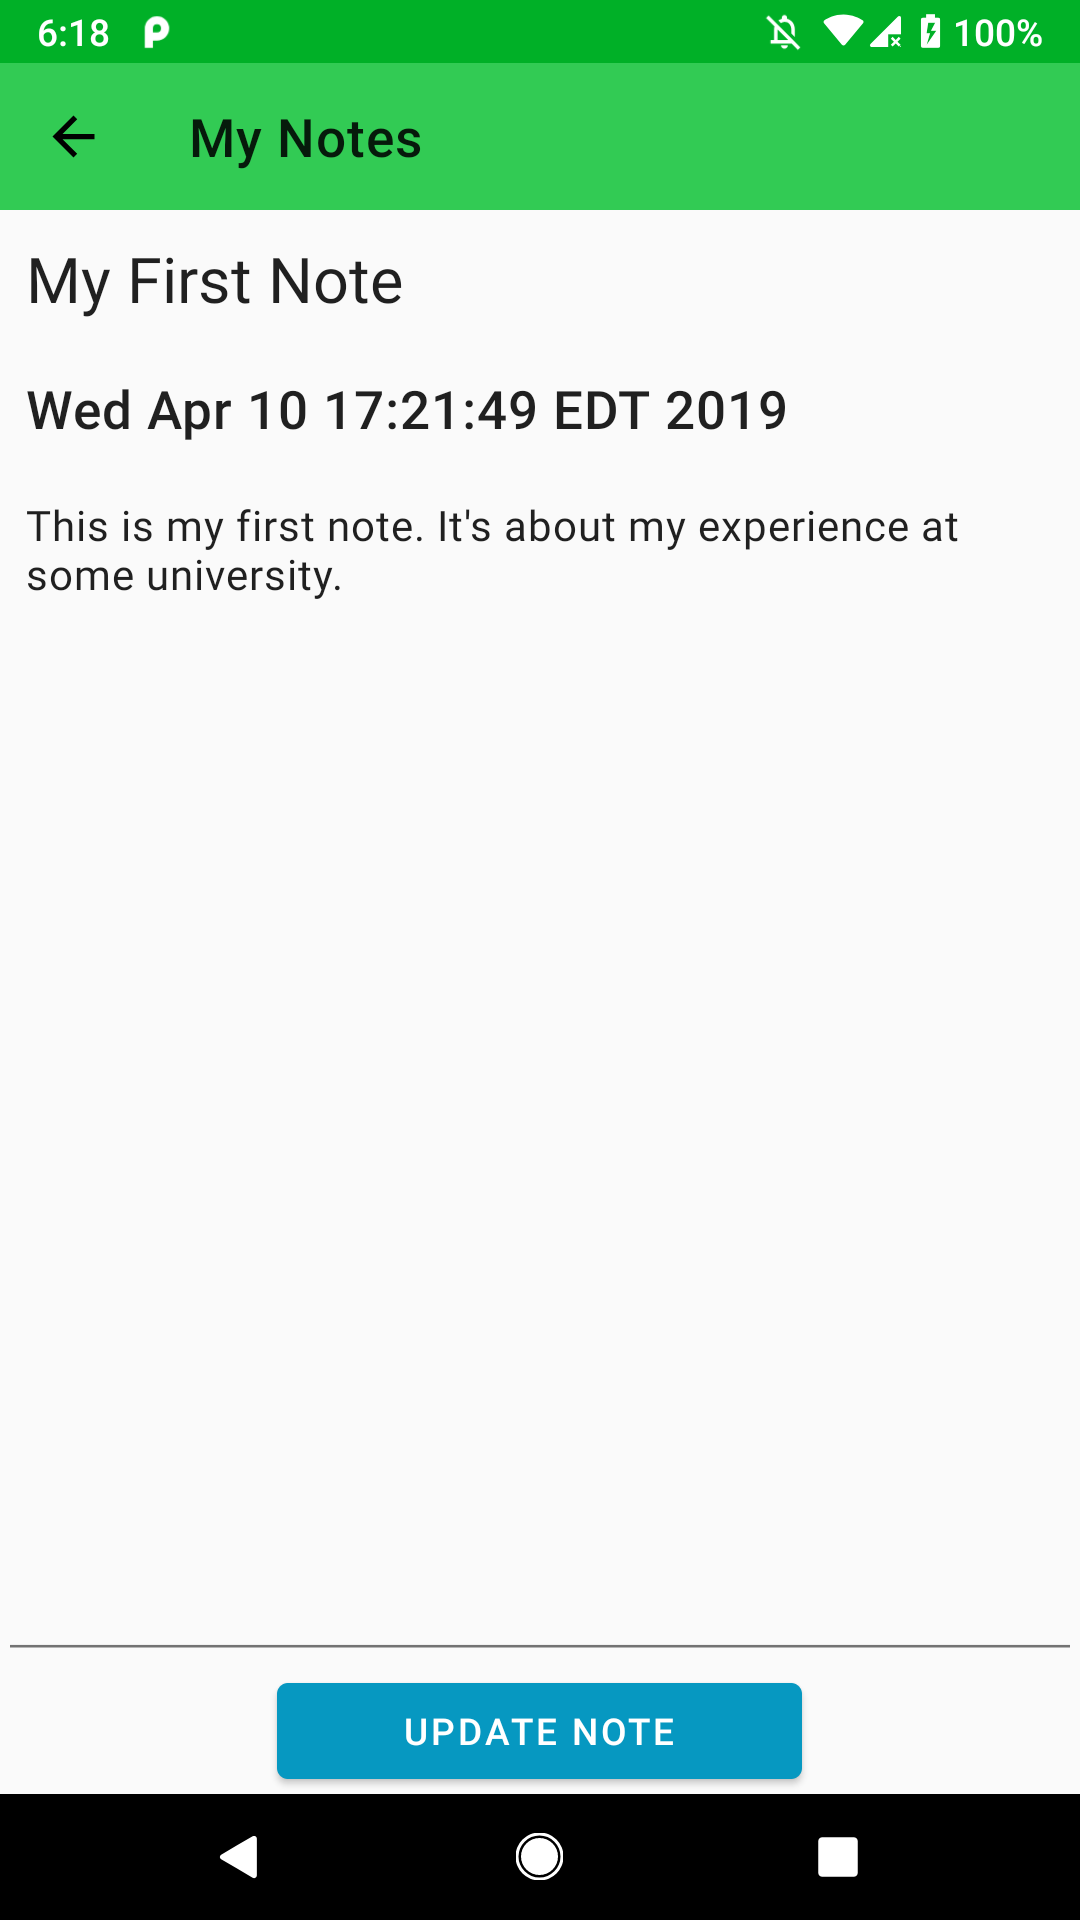 6:18
100%
My Notes
My First Note
Wed Apr 10 17:21:49 EDT 2019
This is my first note. It's about my experience at
some university.
UPDATE NOTE